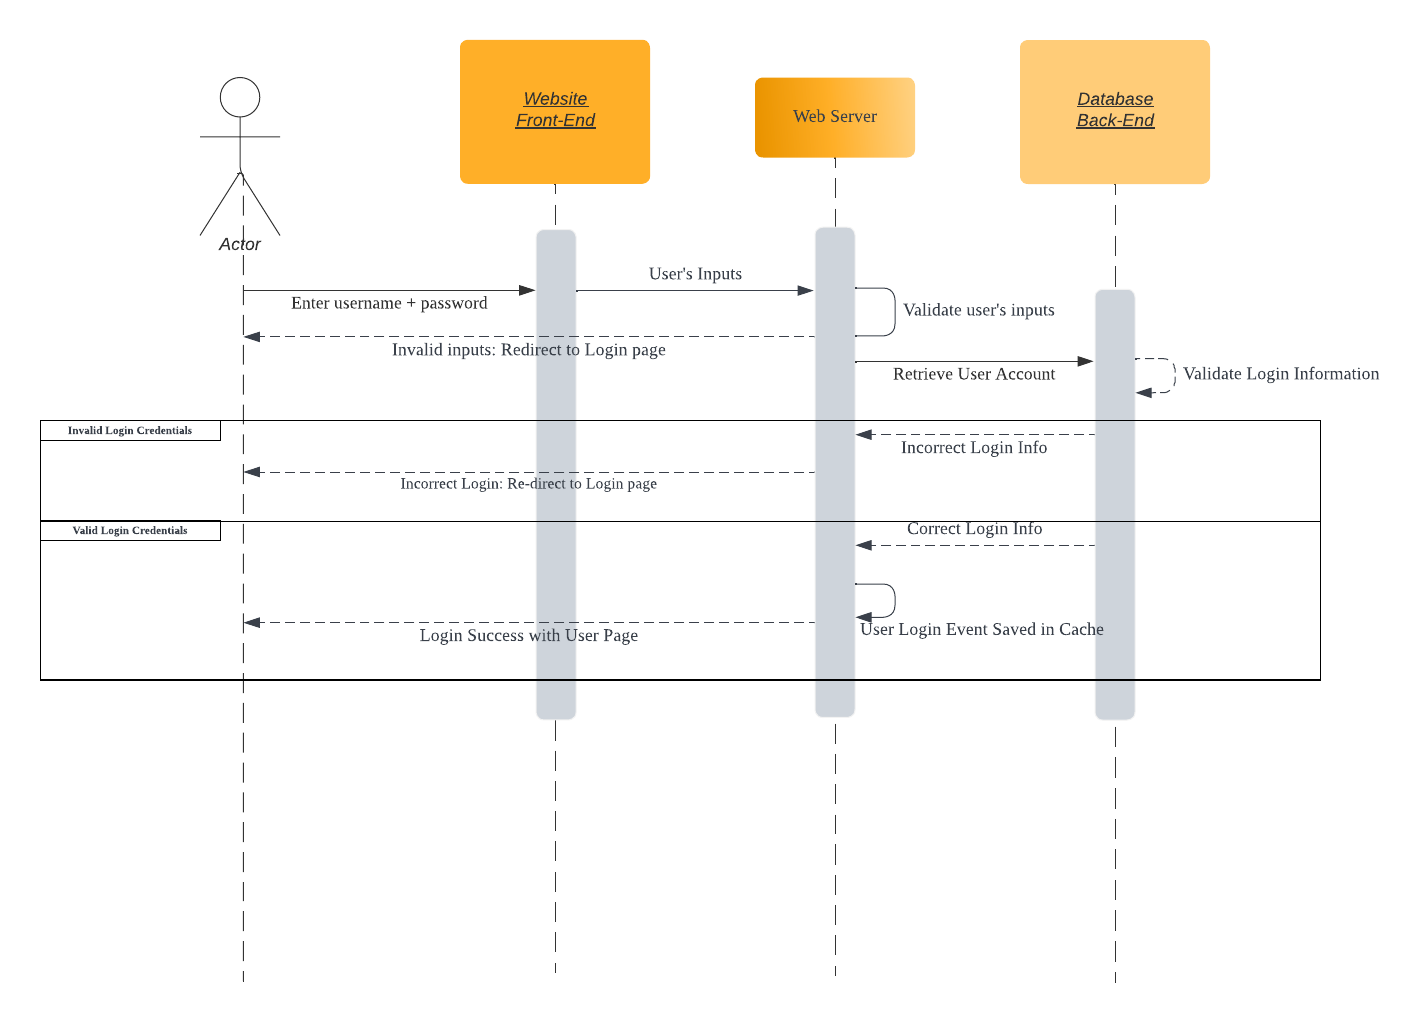 Website
Front-End
Web Server
Database
Back-End
Actor
User's Inputs
Enter username + password
Validate user's inputs
Invalid inputs: Redirect to Login page
Retrieve User Account
Validate Login Information
Invalid Login Credentials
Incorrect Login Info
Incorrect Login: Re-direct to Login page
Valid Login Credentials
Correct Login Info
User Login Event Saved in Cache
Login Success with User Page